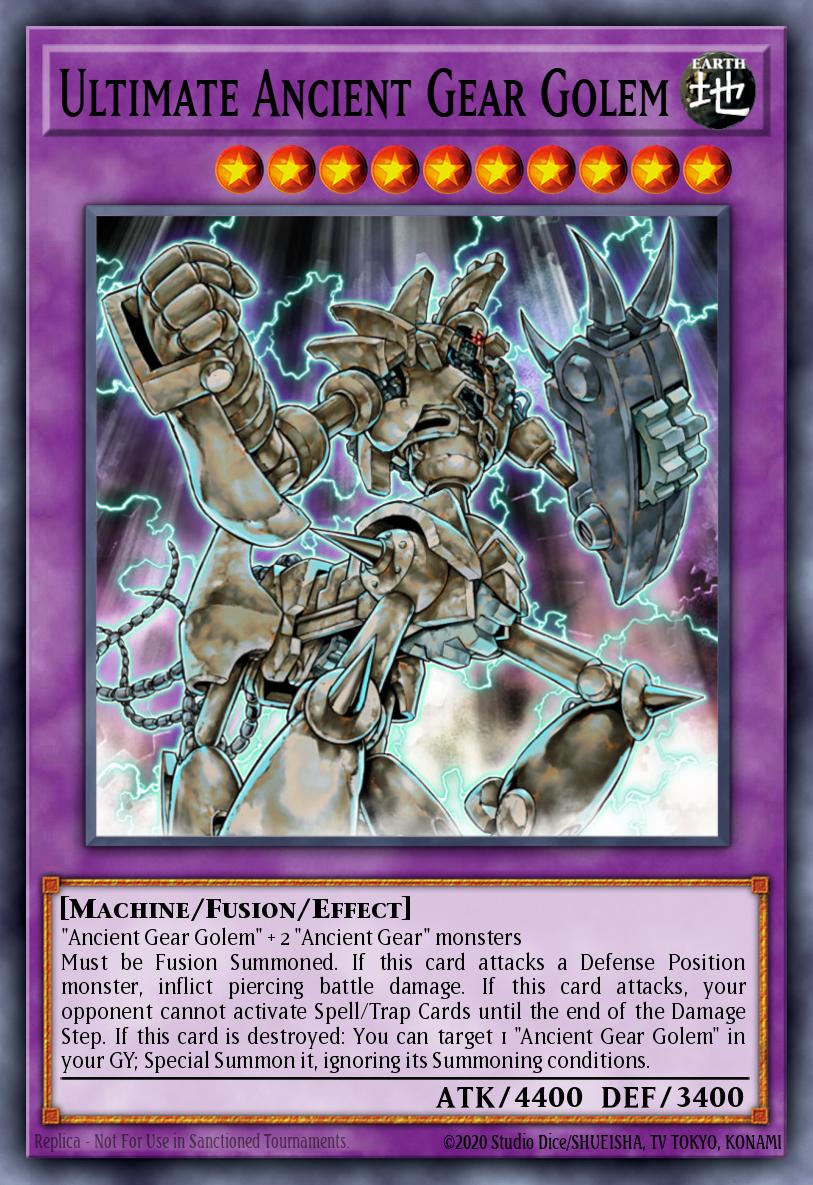 Ultimate Ancient Gear Golem
EARTH
地
[Machine/Fusion/Effect]
"Ancient Gear Golem" + 2 "Ancient Gear" monsters
Must be Fusion Summoned. If this card attacks a Defense Position
monster, inflict piercing battle damage. If this card attacks, your
opponent cannot activate Spell/Trap Cards until the end of the Damage
Step. If this card is destroyed: You can target 1 "Ancient Gear Golem" in
your GY; Special Summon it, ignoring its Summoning conditions.
ATK/4400 DEF/3400
Replica - Not For Use in Sanctioned Tournaments.
©2020 Studio Dice/SHUEISHA, TV TOKYO, KONAMI